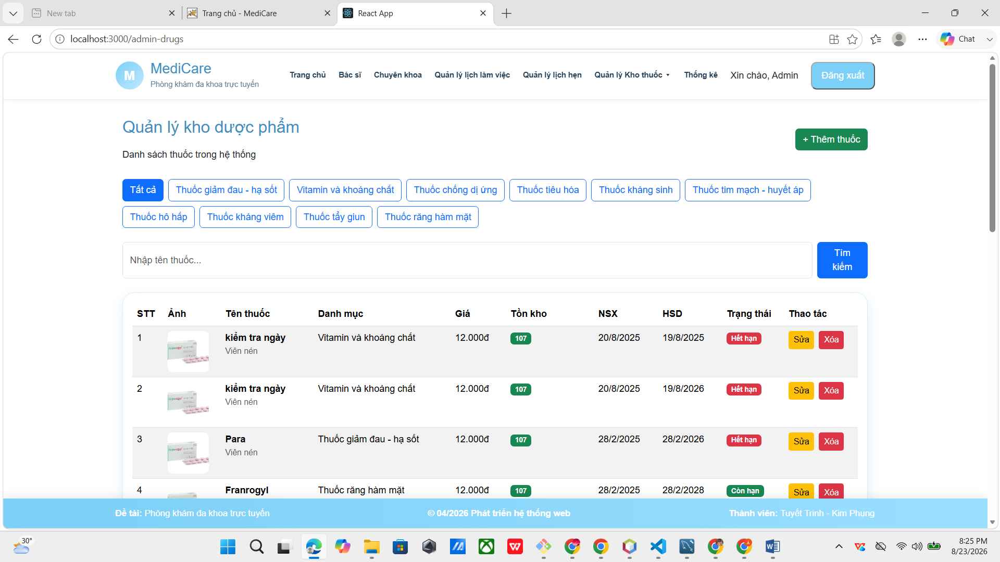 New tab
Trang chủ - MediCare
React App
localhost:3000/admin-drugs
Chat
M
MediCare
Phòng khám đa khoa trực tuyến
Trang chủ
Bác sĩ
Chuyên khoa
Quản lý lịch làm việc
Quản lý lịch hẹn
Quản lý Kho thuốc
Thống kê
Xin chào, Admin
Đăng xuất
Quản lý kho dược phẩm
+ Thêm thuốc
Danh sách thuốc trong hệ thống
Tất cả
Thuốc giảm đau - hạ sốt
Vitamin và khoáng chất
Thuốc chống dị ứng
Thuốc tiêu hóa
Thuốc kháng sinh
Thuốc tim mạch - huyết áp
Thuốc hô hấp
Thuốc kháng viêm
Thuốc tẩy giun
Thuốc răng hàm mặt
Nhập tên thuốc...
Tìm kiếm
STT Ảnh Tên thuốc Danh mục Giá Tồn kho NSX HSD Trạng thái Thao tác
1 kiểm tra ngày Vitamin và khoáng chất 12.000đ 107 20/8/2025 19/8/2025 Hết hạn Sửa Xóa
Viên nén
2 kiểm tra ngày Vitamin và khoáng chất 12.000đ 107 20/8/2025 19/8/2026 Hết hạn Sửa Xóa
Viên nén
3 Para Thuốc giảm đau - hạ sốt 12.000đ 107 28/2/2025 28/2/2026 Hết hạn Sửa Xóa
Viên nén
4 Franrogyl Thuốc răng hàm mặt 12.000đ 107 28/2/2025 28/2/2028 Còn hạn Sửa Xóa
Đề tài: Phòng khám đa khoa trực tuyến
© 04/2026 Phát triển hệ thống web
Thành viên: Tuyết Trinh - Kim Phụng
30°
8:25 PM
8/23/2026